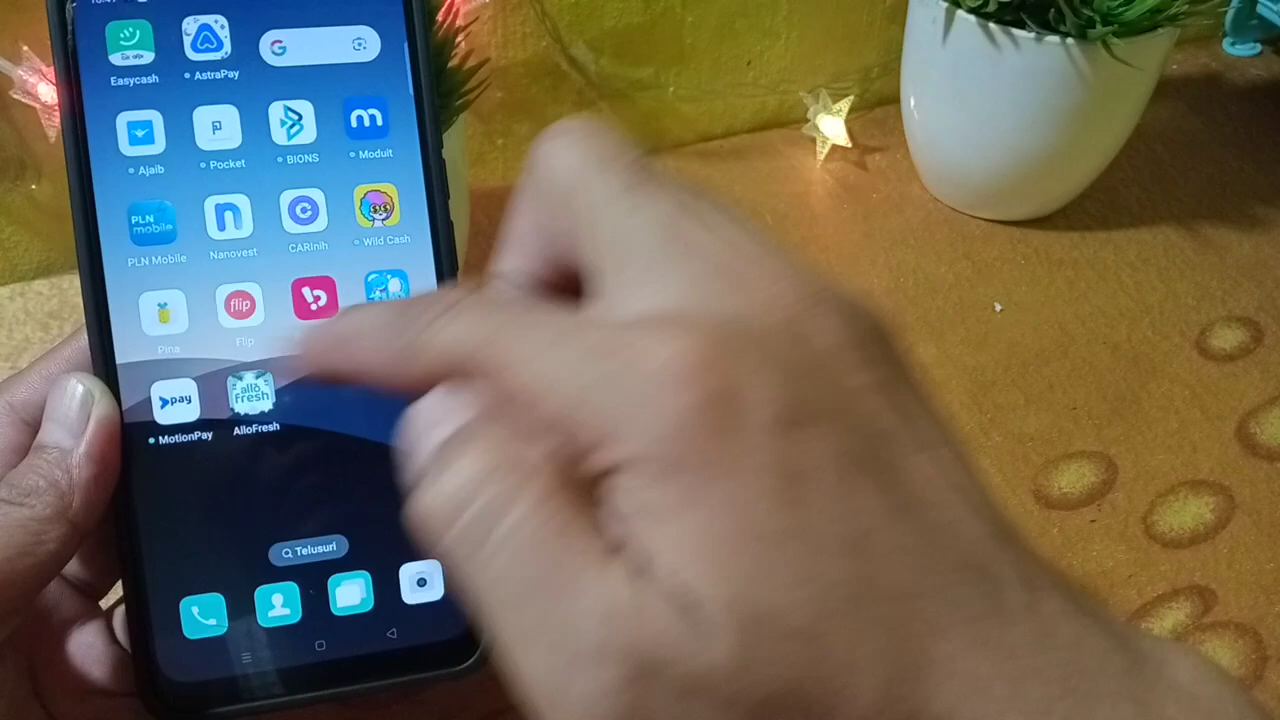 Easycash
AstraPay
Ajaib
Pocket
BIONS
Moduit
PLN
mobile
PLN Mobile
Nanovest
CARInih
Wild Cash
flip
Pina
Flip
pay
allo
fresh
MotionPay
AlloFresh
Telusuri